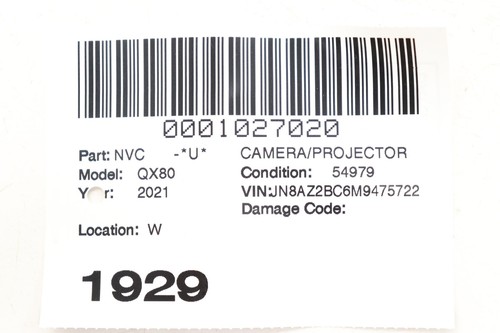 0001027020
Part: NVC -*U* CAMERA/PROJECTOR
Model: QX80 Condition: 54979
Year: 2021 VIN:JN8AZ2BC6M9475722
Damage Code:
Location: W
1929